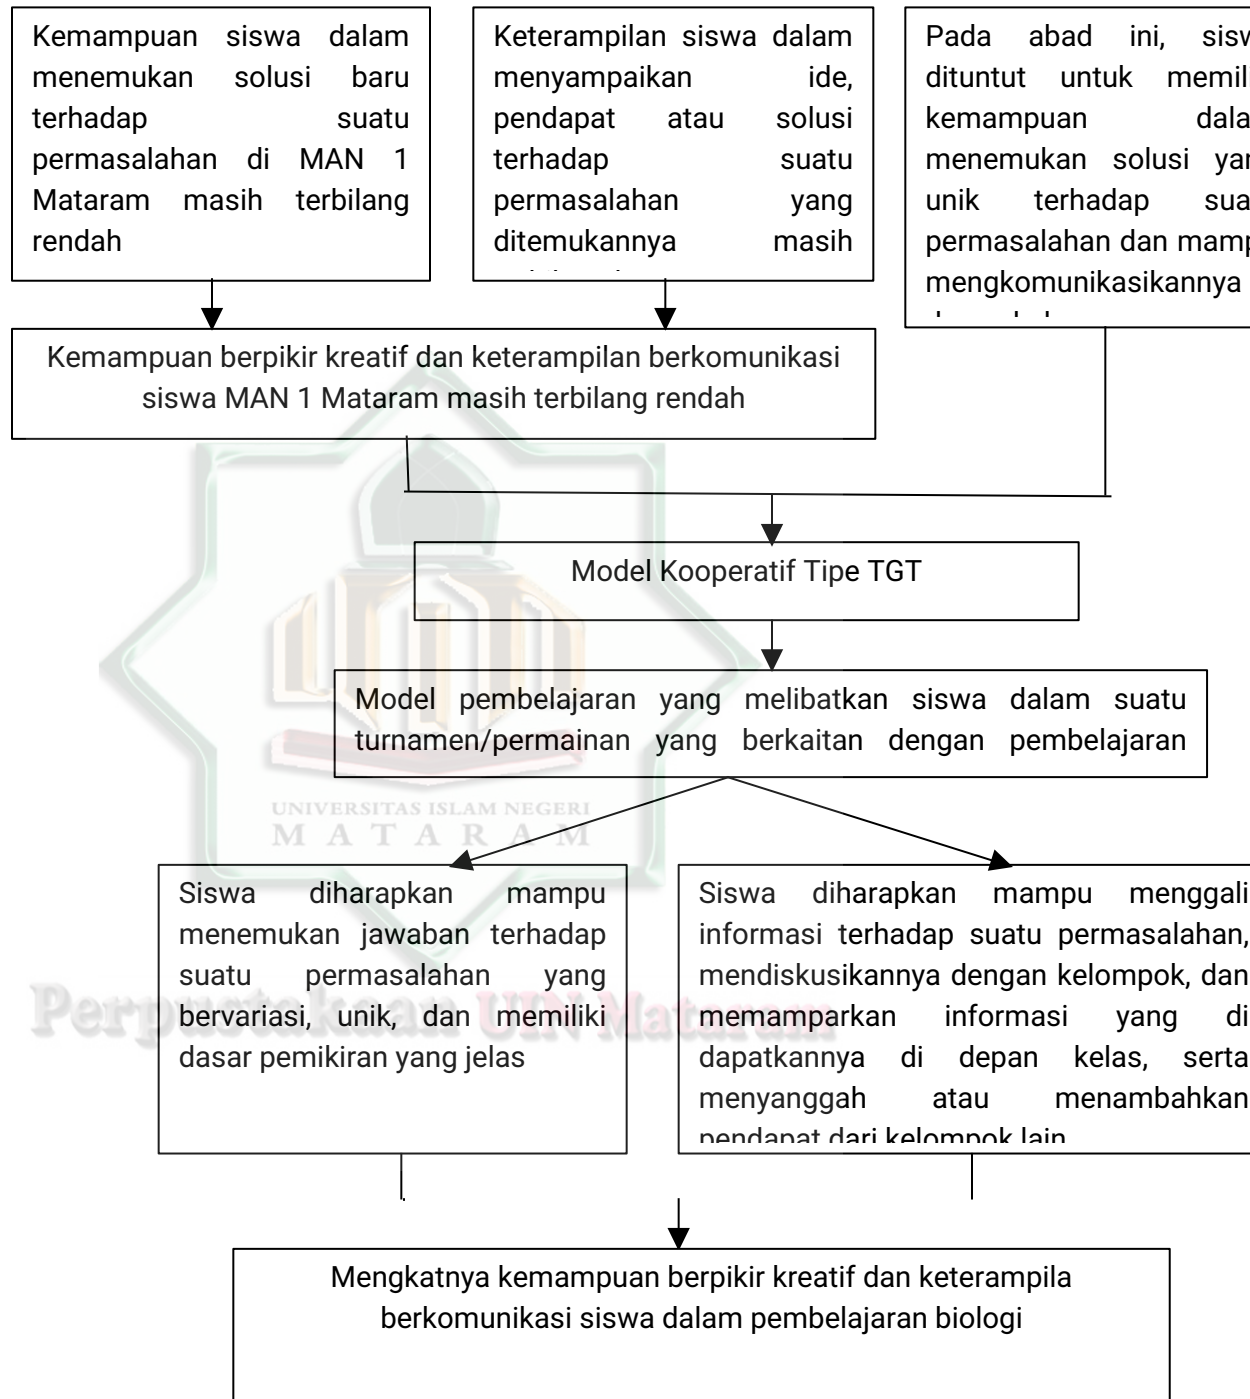 Kemampuan siswa dalam
menemukan solusi baru
terhadap suatu
permasalahan di MAN 1
Mataram masih terbilang
rendah
Keterampilan siswa dalam
menyampaikan ide,
pendapat atau solusi
terhadap suatu
permasalahan yang
ditemukannya masih
Pada abad ini,
dituntut untuk
kemampuan
menemukan solusi
unik terhadap
permasalahan dan
mengkomunikasikannya
Kemampuan berpikir kreatif dan keterampilan berkomunikasi
siswa MAN 1 Mataram masih terbilang rendah
Model Kooperatif Tipe TGT
Model pembelajaran yang melibatkan siswa dalam suatu
turnamen/permainan yang berkaitan dengan pembelajaran
UNIVERSITAS ISLAM NEGERI
MATARAM
Siswa diharapkan mampu
menemukan jawaban terhadap
suatu permasalahan yang
bervariasi, unik, dan memiliki
dasar pemikiran yang jelas
Siswa diharapkan mampu menggali
informasi terhadap suatu permasalahan,
mendiskusikannya dengan kelompok, dan
memamparkan informasi yang di
dapatkannya di depan kelas, serta
menyanggah atau menambahkan
pendapat dari kelompok lain
Perpustakaan UIN Mataram
Mengkatnya kemampuan berpikir kreatif dan keterampila
berkomunikasi siswa dalam pembelajaran biologi